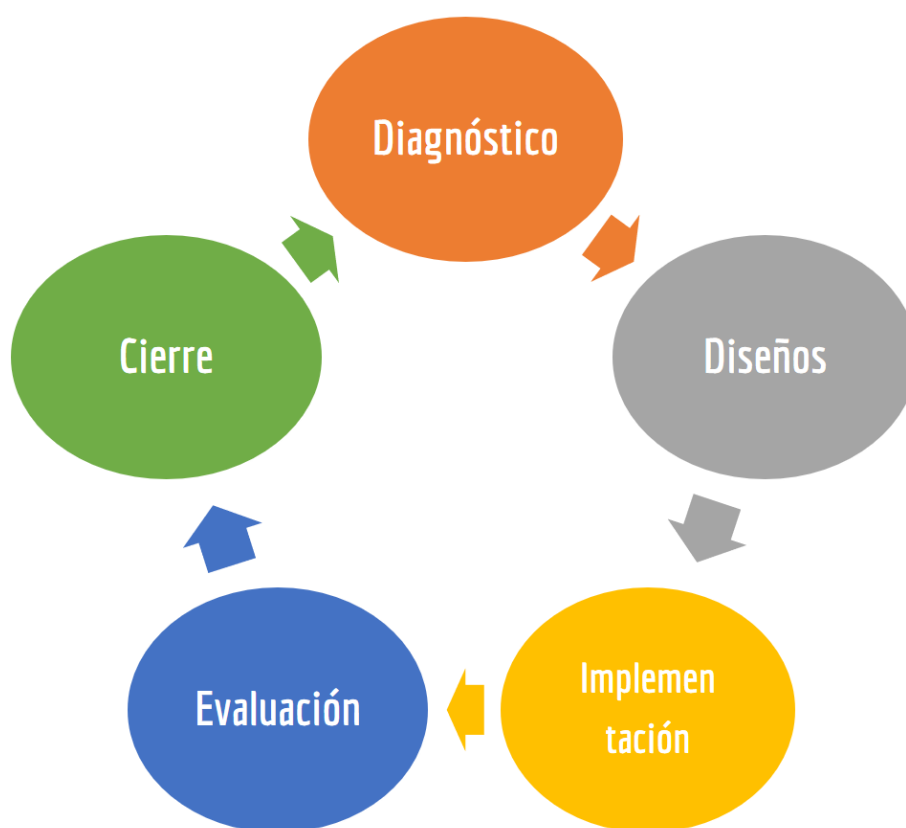 Diagnóstico
Diseños
Implemen
tación
Evaluación
Cierre